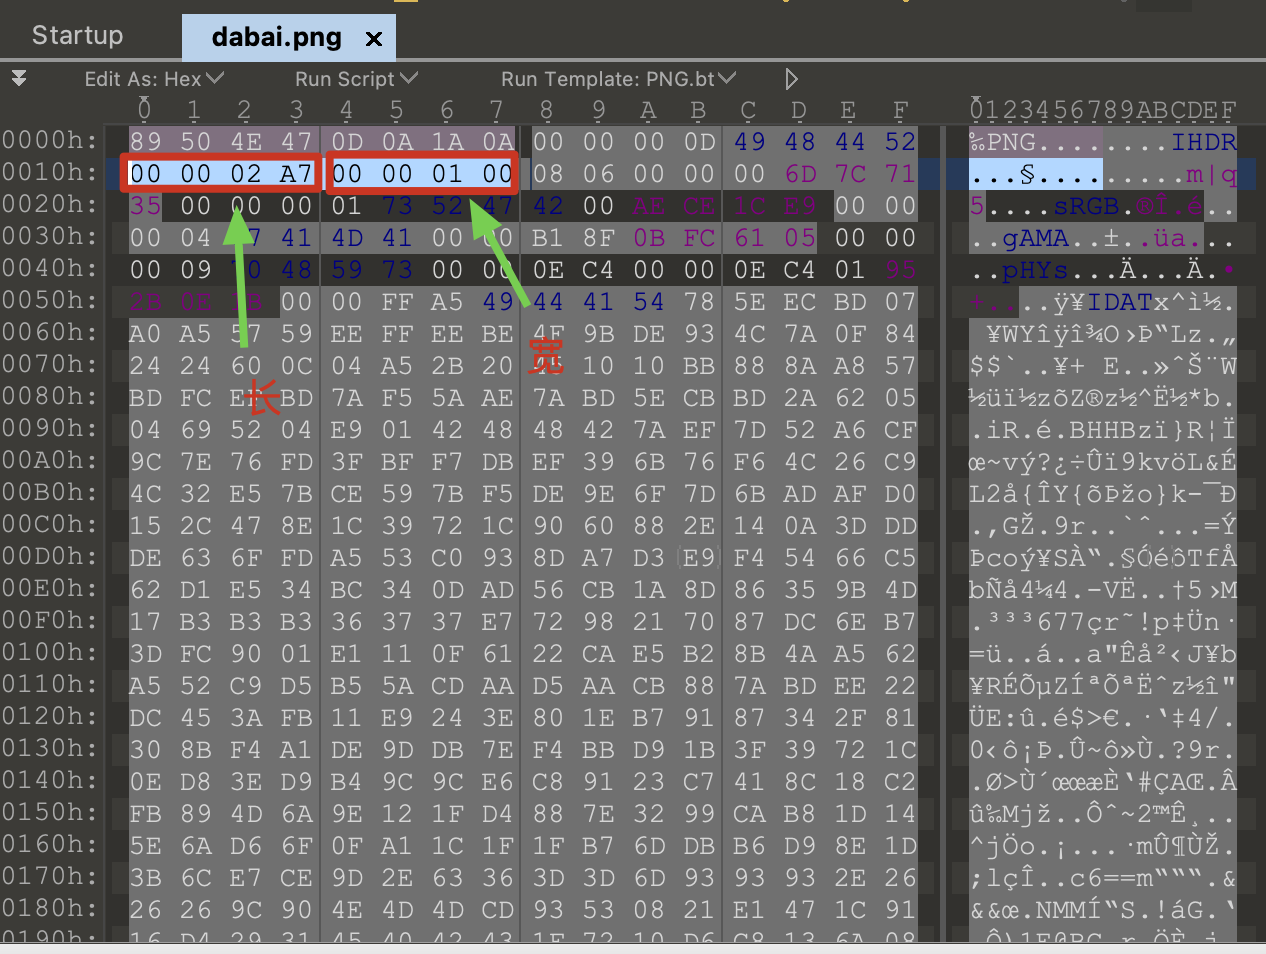 Startup
dabai.png ×
Edit As: Hex Run Script Run Template: PNG.bt
0 1 2 3 4 5 6 7 8 9 A B C D E F 0123456789ABCDEF
0000h: 89 50 4E 47 0D 0A 1A 0A 00 00 00 0D 49 48 44 52 ‰PNG........IHDR
0010h: 00 00 02 A7 00 00 01 00 08 06 00 00 00 6D 7C 71 ...§.........m|q
0020h: 35 00 00 00 01 73 52 47 42 00 AE CE 1C E9 00 00 5....sRGB.®Î.é..
0030h: 00 04 7 41 4D 41 00 00 B1 8F 0B FC 61 05 00 00 ..gAMA..±..üa...
0040h: 00 09 70 48 59 73 00 00 0E C4 00 00 0E C4 01 95 ..pHYs...Ä...Ä.•
0050h: 2B 0E 1B 00 00 FF A5 49 44 41 54 78 5E EC BD 07 +....ÿ¥IDATx^ì½.
0060h: A0 A5 57 59 EE FF EE BE 4F 9B DE 93 4C 7A 0F 84 ¥WYîÿî¾O›Þ“Lz.„
0070h: 24 24 60 0C 04 A5 2B 20 45 10 10 BB 88 8A A8 57 $$`..¥+ E..»ˆŠ¨W
宽
0080h: BD FC EF BD 7A F5 5A AE 7A BD 5E CB BD 2A 62 05 ½üï½zõZ®z½^Ë½*b.
长
0090h: 04 69 52 04 E9 01 42 48 48 42 7A EF 7D 52 A6 CF .iR.é.BHHBzï}R¦Ï
00A0h: 9C 7E 76 FD 3F BF F7 DB EF 39 6B 76 F6 4C 26 C9 œ~vý?¿÷Ûï9kvöL&É
00B0h: 4C 32 E5 7B CE 59 7B F5 DE 9E 6F 7D 6B AD AF D0 L2å{ÎY{õÞžo}k-¯Ð
00C0h: 15 2C 47 8E 1C 39 72 1C 90 60 88 2E 14 0A 3D DD .,GŽ.9r..`ˆ...=Ý
00D0h: DE 63 6F FD A5 53 C0 93 8D A7 D3 E9 F4 54 66 C5 Þcoý¥SÀ“.§ÓéôTfÅ
00E0h: 62 D1 E5 34 BC 34 0D AD 56 CB 1A 8D 86 35 9B 4D bÑå4¼4.-VË..†5›M
00F0h: 17 B3 B3 B3 36 37 37 E7 72 98 21 70 87 DC 6E B7 .³³³677çr˜!p‡Ün·
0100h: 3D FC 90 01 E1 11 0F 61 22 CA E5 B2 8B 4A A5 62 =ü..á..a"Êå²‹J¥b
0110h: A5 52 C9 D5 B5 5A CD AA D5 AA CB 88 7A BD EE 22 ¥RÉÕµZÍªÕªËˆz½î"
0120h: DC 45 3A FB 11 E9 24 3E 80 1E B7 91 87 34 2F 81 ÜE:û.é$>€.·‘‡4/.
0130h: 30 8B F4 A1 DE 9D DB 7E F4 BB D9 1B 3F 39 72 1C 0‹ô¡Þ.Û~ô»Ù.?9r.
0140h: 0E D8 3E D9 B4 9C 9C E6 C8 91 23 C7 41 8C 18 C2 .Ø>Ù´œœæÈ‘#ÇAŒ.Â
0150h: FB 89 4D 6A 9E 12 1F D4 88 7E 32 99 CA B8 1D 14 û‰Mjž..Ôˆ~2™Ê¸..
0160h: 5E 6A D6 6F 0F A1 1C 1F 1F B7 6D DB B6 D9 8E 1D ^jÖo.¡...·mÛ¶ÙŽ.
0170h: 3B 6C E7 CE 9D 2E 63 36 3D 3D 6D 93 93 93 2E 26 ;lçÎ..c6==m“““.&
0180h: 26 26 9C 90 4E 4D 4D CD 93 53 08 21 E1 47 1C 91 &&œ.NMMÍ“S.!áG.‘